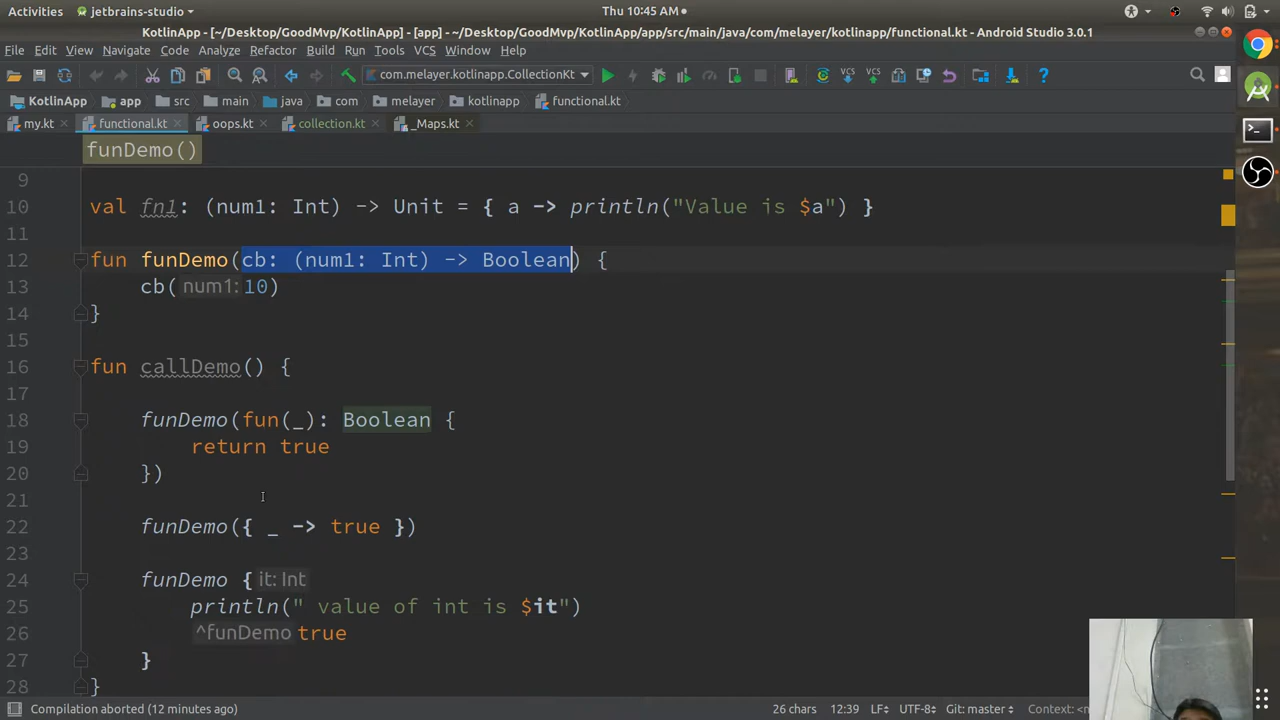 Activities jetbrains-studio Thu 10:45 AM
KotlinApp - [~/Desktop/GoodMvp/KotlinApp] - [app] - [~/Desktop/GoodMvp/KotlinApp/app/src/main/java/com/melayer/kotlinapp/functional.kt] - Android Studio 3.0.1
File Edit View Navigate Code Analyze Refactor Build Run Tools VCS Window Help
com.melayer.kotlinapp.CollectionKt VCS VCS
KotlinApp app src main java com melayer kotlinapp functional.kt
my.kt functional.kt oops.kt collection.kt _Maps.kt
funDemo()
9
10 val fn1: (num1: Int) -> Unit = { a -> println("Value is $a") }
11
12 fun funDemo(cb: (num1: Int) -> Boolean) {
13 cb( num1: 10)
14 }
15
16 fun callDemo() {
17
18 funDemo(fun(_): Boolean {
19 return true
20 })
21
22 funDemo({ _ -> true })
23
24 funDemo { it: Int
25 println(" value of int is $it")
26 ^funDemo true
27 }
28 }
Compilation aborted (12 minutes ago) 26 chars 12:39 LF÷ UTF-8÷ Git: master÷